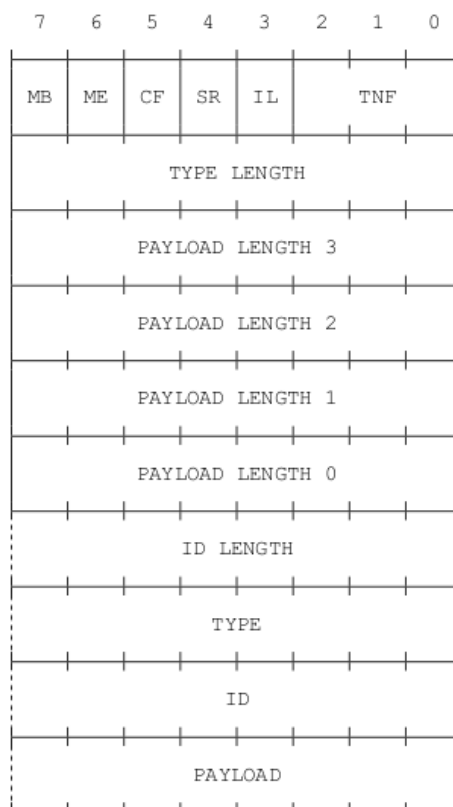 7 6 5 4 3 2 1 0
MB ME CF SR IL TNF
TYPE LENGTH
PAYLOAD LENGTH 3
PAYLOAD LENGTH 2
PAYLOAD LENGTH 1
PAYLOAD LENGTH 0
ID LENGTH
TYPE
ID
PAYLOAD